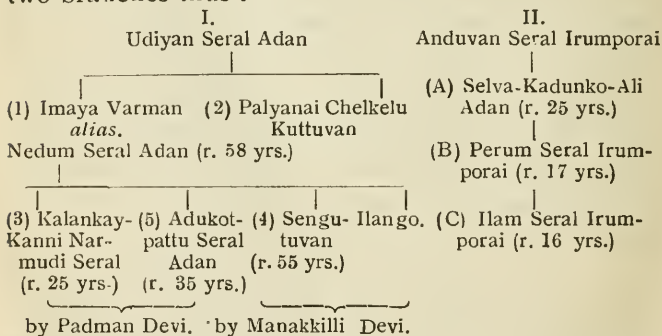 two branches thus :
I. II.
Udiyan Seral Adan Anduvan Seral Irumporai
(A) Selva-Kadunko-Ali
(1) Imaya Varman (2) Palyanai Chelkelu Adan (r. 25 yrs.)
alias. Kuttuvan
Nedum Seral Adan (r. 58 yrs.) (B) Perum Seral Irum-
porai (r. 17 yrs.)
(3) Kalankay- (5) Adukot- (4) Sengu- Ilango. (C) Ilam Seral Irum-
Kanni Nar- pattu Seral tuvan porai (r. 16 yrs.)
mudi Seral Adan (r. 55 yrs.)
(r. 25 yrs.) (r. 35 yrs.)
by Padman Devi. by Manakkilli Devi.